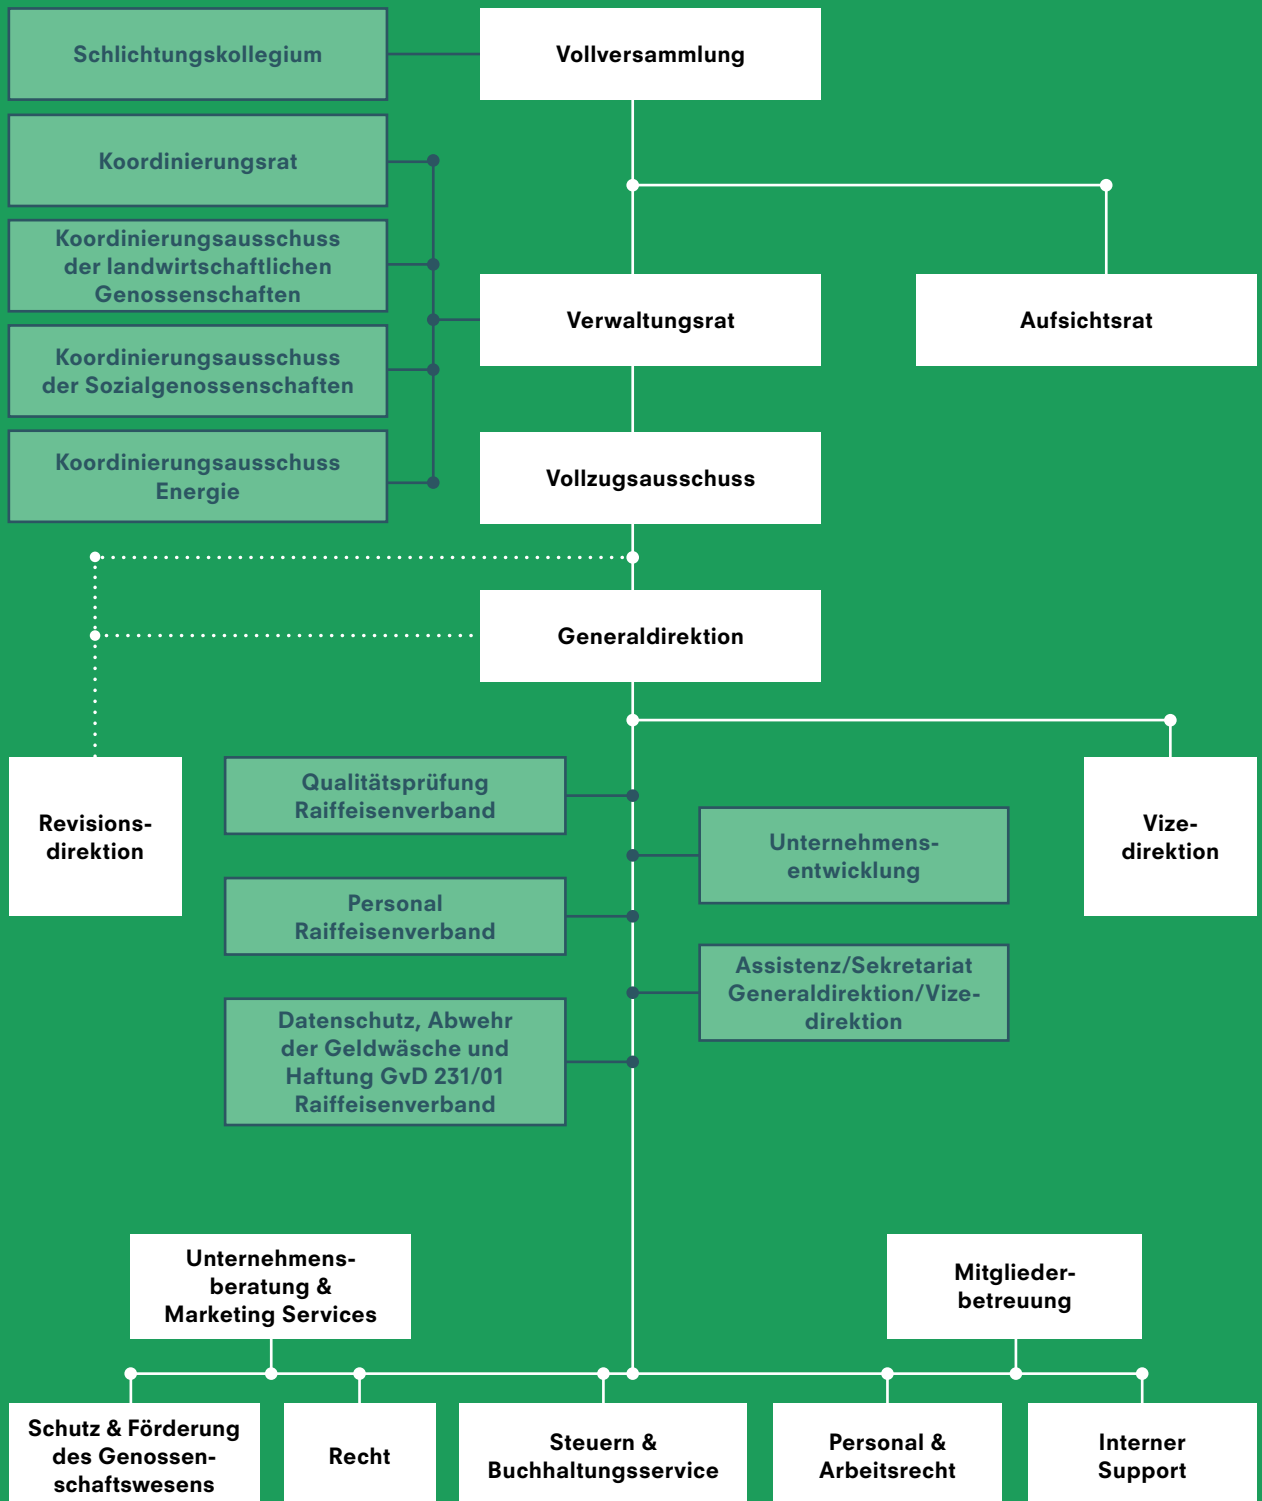 Schlichtungskollegium
Vollversammlung
Koordinierungsrat
Koordinierungsausschuss
der landwirtschaftlichen
Genossenschaften
Verwaltungsrat
Aufsichtsrat
Koordinierungsausschuss
der Sozialgenossenschaften
Koordinierungsausschuss
Energie
Vollzugsausschuss
Generaldirektion
Revisions-
direktion
Qualitätsprüfung
Raiffeisenverband
Unternehmens-
entwicklung
Vize-
direktion
Personal
Raiffeisenverband
Assistenz/Sekretariat
Generaldirektion/Vize-
direktion
Datenschutz, Abwehr
der Geldwäsche und
Haftung GvD 231/01
Raiffeisenverband
Unternehmens-
beratung &
Marketing Services
Mitglieder-
betreuung
Schutz & Förderung
des Genossen-
schaftswesens
Recht
Steuern &
Buchhaltungsservice
Personal &
Arbeitsrecht
Interner
Support